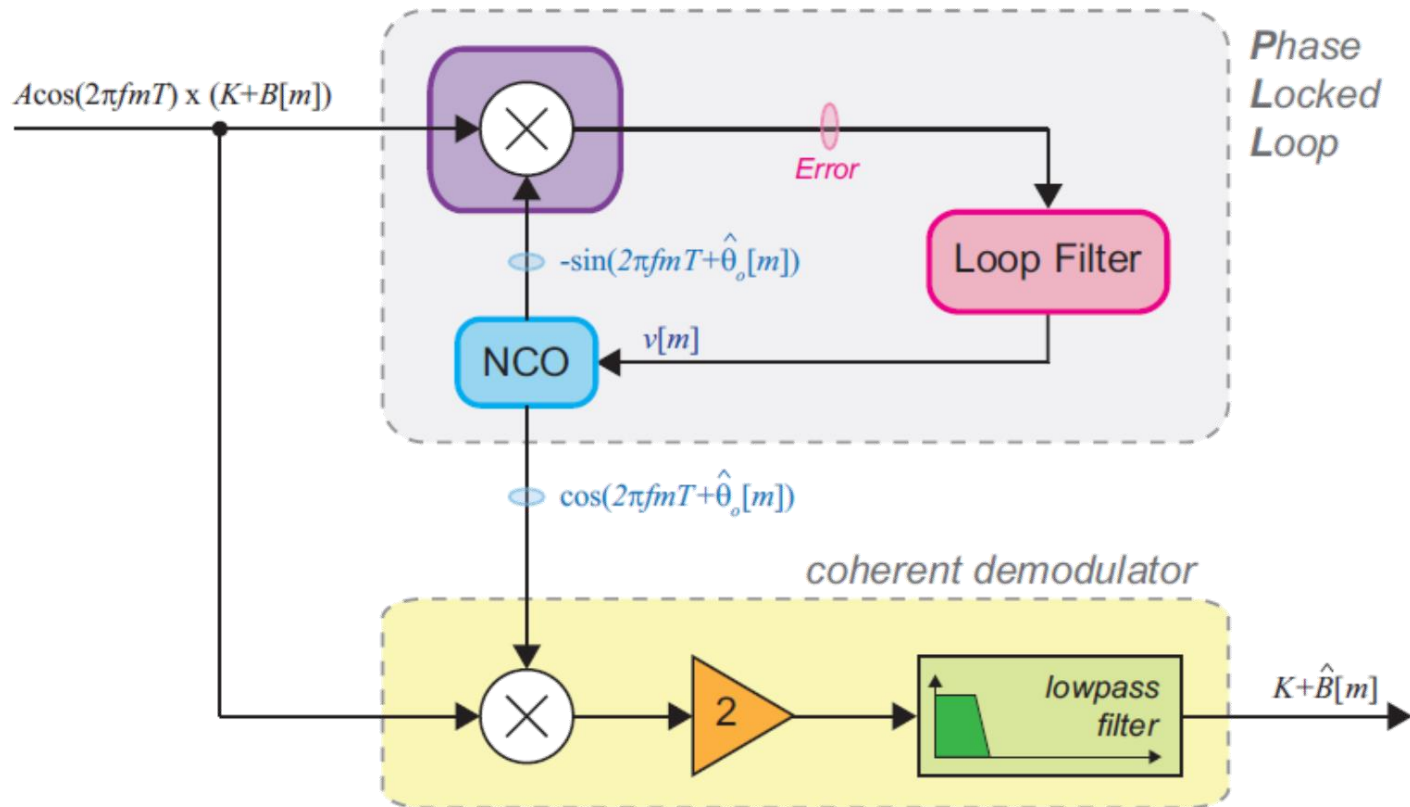 Phase
Locked
Loop
Acos(2πfmT) x (K+B[m])
Error
-sin(2πfmT+θ̂ₒ[m])
Loop Filter
v[m]
NCO
cos(2πfmT+θ̂ₒ[m])
coherent demodulator
2
lowpass
filter
K+B̂[m]